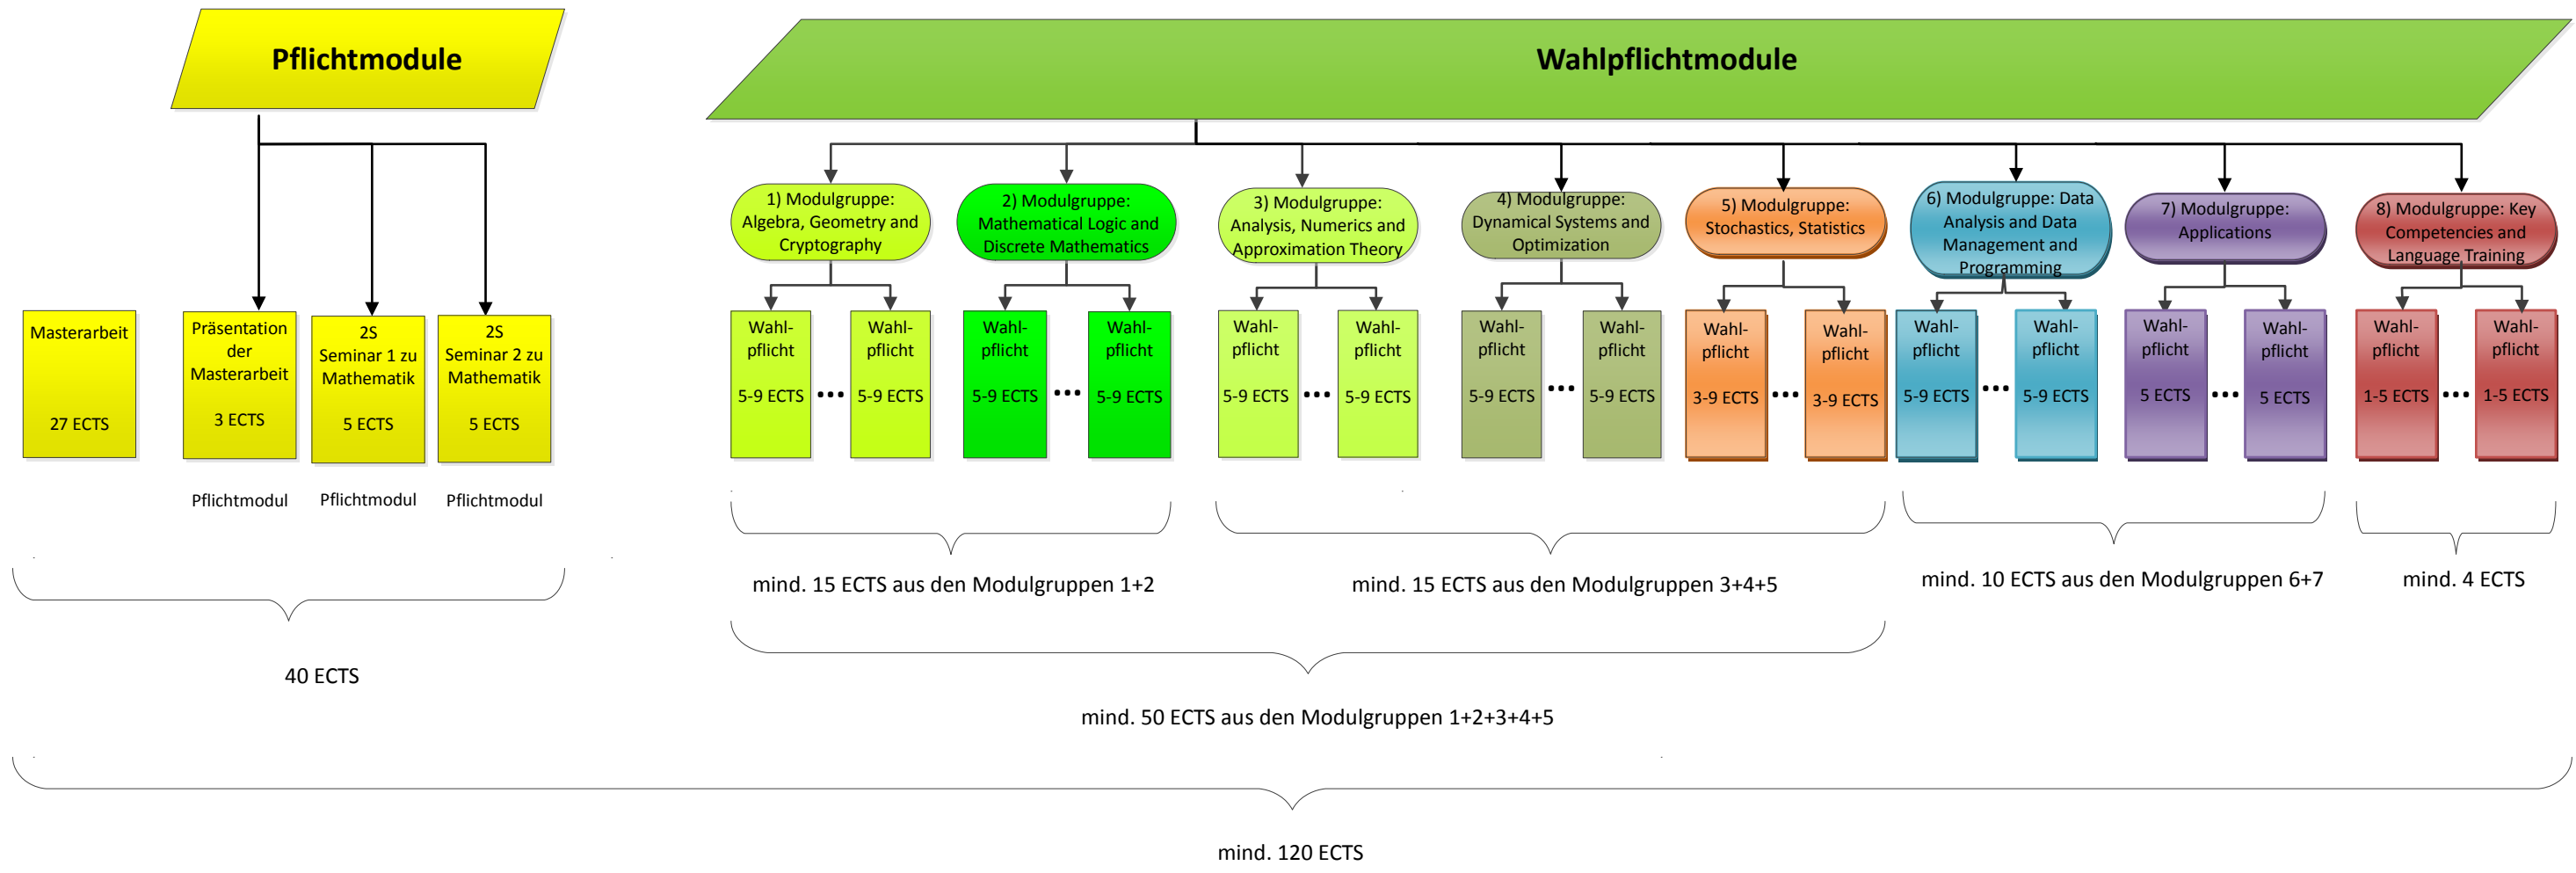 Pflichtmodule
Wahlpflichtmodule
1) Modulgruppe:
Algebra, Geometry and
Cryptography
2) Modulgruppe:
Mathematical Logic and
Discrete Mathematics
3) Modulgruppe:
Analysis, Numerics and
Approximation Theory
4) Modulgruppe:
Dynamical Systems and
Optimization
5) Modulgruppe:
Stochastics, Statistics
6) Modulgruppe: Data
Analysis and Data
Management and
Programming
7) Modulgruppe:
Applications
8) Modulgruppe: Key
Competencies and
Language Training
Masterarbeit
27 ECTS
Präsentation
der
Masterarbeit
3 ECTS
2S
Seminar 1 zu
Mathematik
5 ECTS
2S
Seminar 2 zu
Mathematik
5 ECTS
Wahl-
pflicht
5-9 ECTS
...
Wahl-
pflicht
5-9 ECTS
Wahl-
pflicht
5-9 ECTS
...
Wahl-
pflicht
5-9 ECTS
Wahl-
pflicht
5-9 ECTS
...
Wahl-
pflicht
5-9 ECTS
Wahl-
pflicht
5-9 ECTS
...
Wahl-
pflicht
5-9 ECTS
Wahl-
pflicht
3-9 ECTS
...
Wahl-
pflicht
3-9 ECTS
Wahl-
pflicht
5-9 ECTS
...
Wahl-
pflicht
5-9 ECTS
Wahl-
pflicht
5 ECTS
...
Wahl-
pflicht
5 ECTS
Wahl-
pflicht
1-5 ECTS
...
Wahl-
pflicht
1-5 ECTS
Pflichtmodul
Pflichtmodul
Pflichtmodul
mind. 15 ECTS aus den Modulgruppen 1+2
mind. 15 ECTS aus den Modulgruppen 3+4+5
mind. 10 ECTS aus den Modulgruppen 6+7
mind. 4 ECTS
40 ECTS
mind. 50 ECTS aus den Modulgruppen 1+2+3+4+5
mind. 120 ECTS